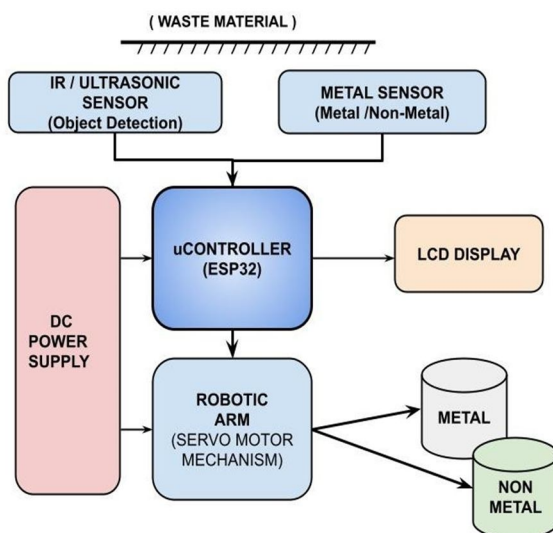 ( WASTE MATERIAL )
IR / ULTRASONIC
SENSOR
(Object Detection)
METAL SENSOR
(Metal /Non-Metal)
uCONTROLLER
(ESP32)
LCD DISPLAY
DC
POWER
SUPPLY
ROBOTIC
ARM
(SERVO MOTOR
MECHANISM)
METAL
NON
METAL